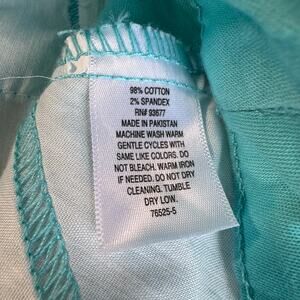 98% COTTON
2% SPANDEX
RN# 93677
MADE IN PAKISTAN
MACHINE WASH WARM
GENTLE CYCLES WITH
SAME LIKE COLORS. DO
NOT BLEACH. WARM IRON
IF NEEDED. DO NOT DRY
CLEANING. TUMBLE
DRY LOW.
76525-5